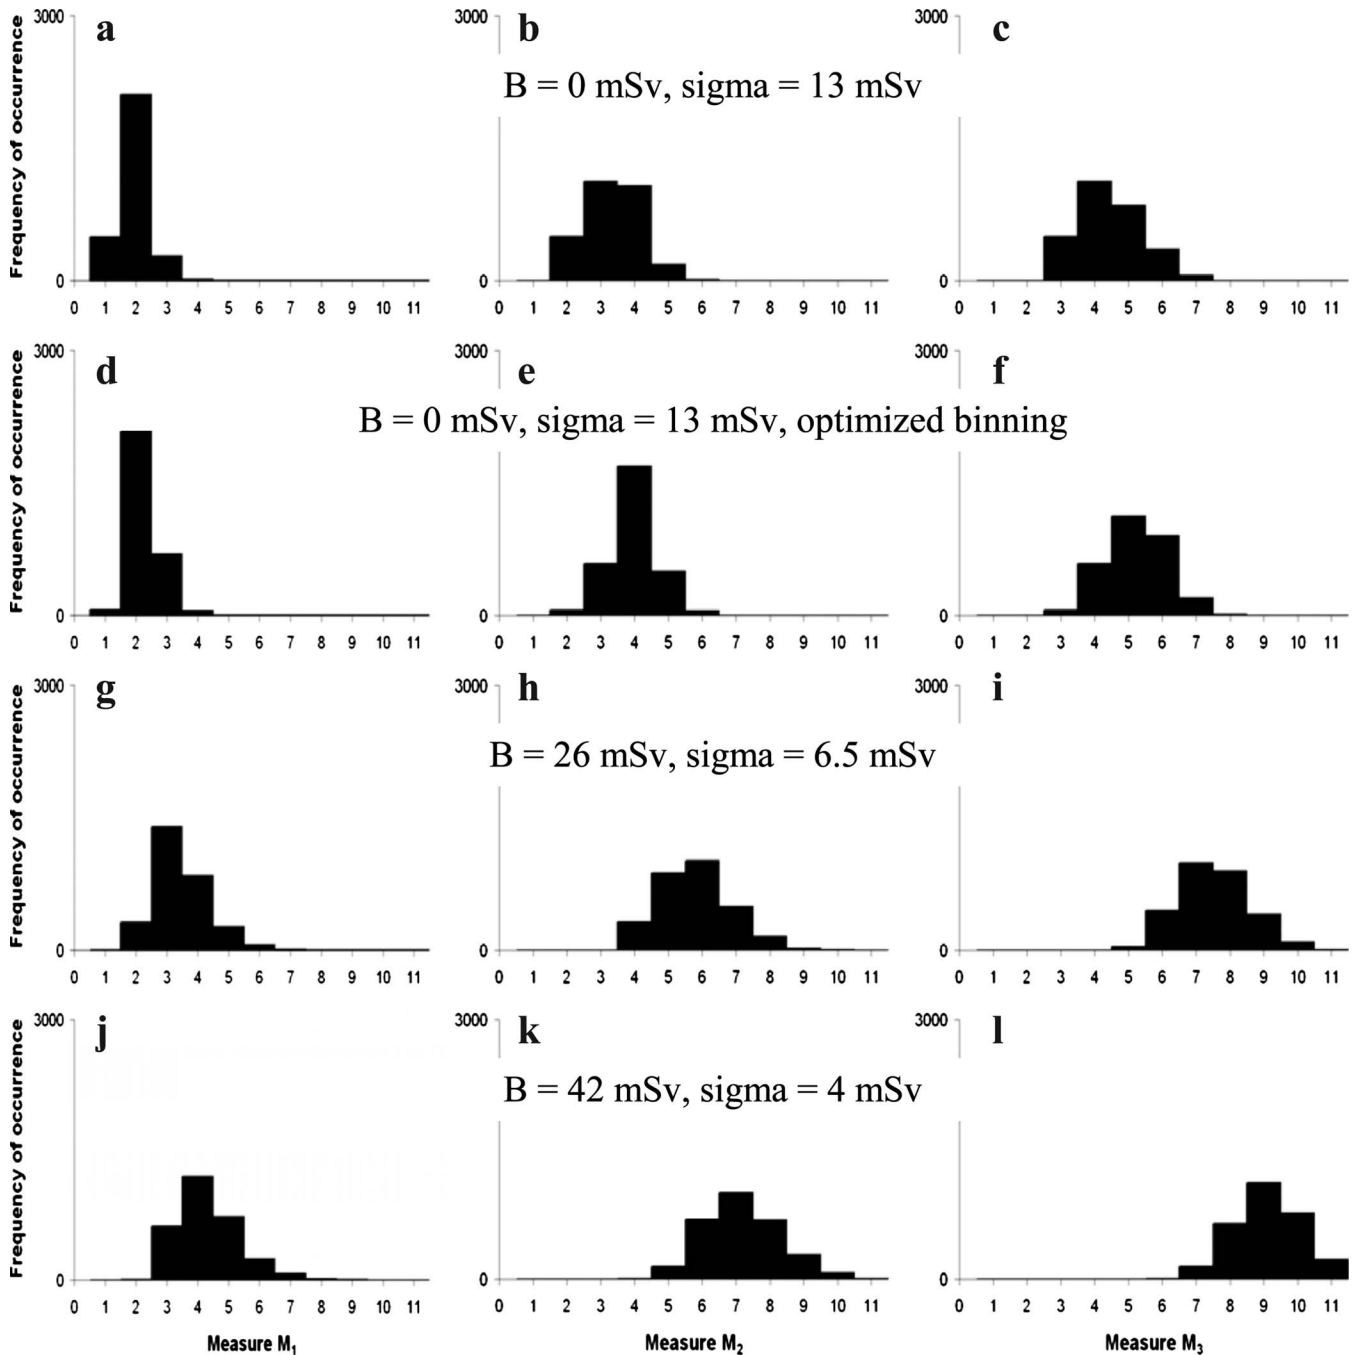 3000 a 3000 b 3000 c
Frequency of occurrence
B = 0 mSv, sigma = 13 mSv
0 0 0
0 1 2 3 4 5 6 7 8 9 10 11 0 1 2 3 4 5 6 7 8 9 10 11 0 1 2 3 4 5 6 7 8 9 10 11
3000 d 3000 e 3000 f
Frequency of occurrence
B = 0 mSv, sigma = 13 mSv, optimized binning
0 0 0
0 1 2 3 4 5 6 7 8 9 10 11 0 1 2 3 4 5 6 7 8 9 10 11 0 1 2 3 4 5 6 7 8 9 10 11
3000 g 3000 h 3000 i
Frequency of occurrence
B = 26 mSv, sigma = 6.5 mSv
0 0 0
0 1 2 3 4 5 6 7 8 9 10 11 0 1 2 3 4 5 6 7 8 9 10 11 0 1 2 3 4 5 6 7 8 9 10 11
3000 j 3000 k 3000 l
Frequency of occurrence
B = 42 mSv, sigma = 4 mSv
0 0 0
0 1 2 3 4 5 6 7 8 9 10 11 0 1 2 3 4 5 6 7 8 9 10 11 0 1 2 3 4 5 6 7 8 9 10 11
Measure M₁ Measure M₂ Measure M₃